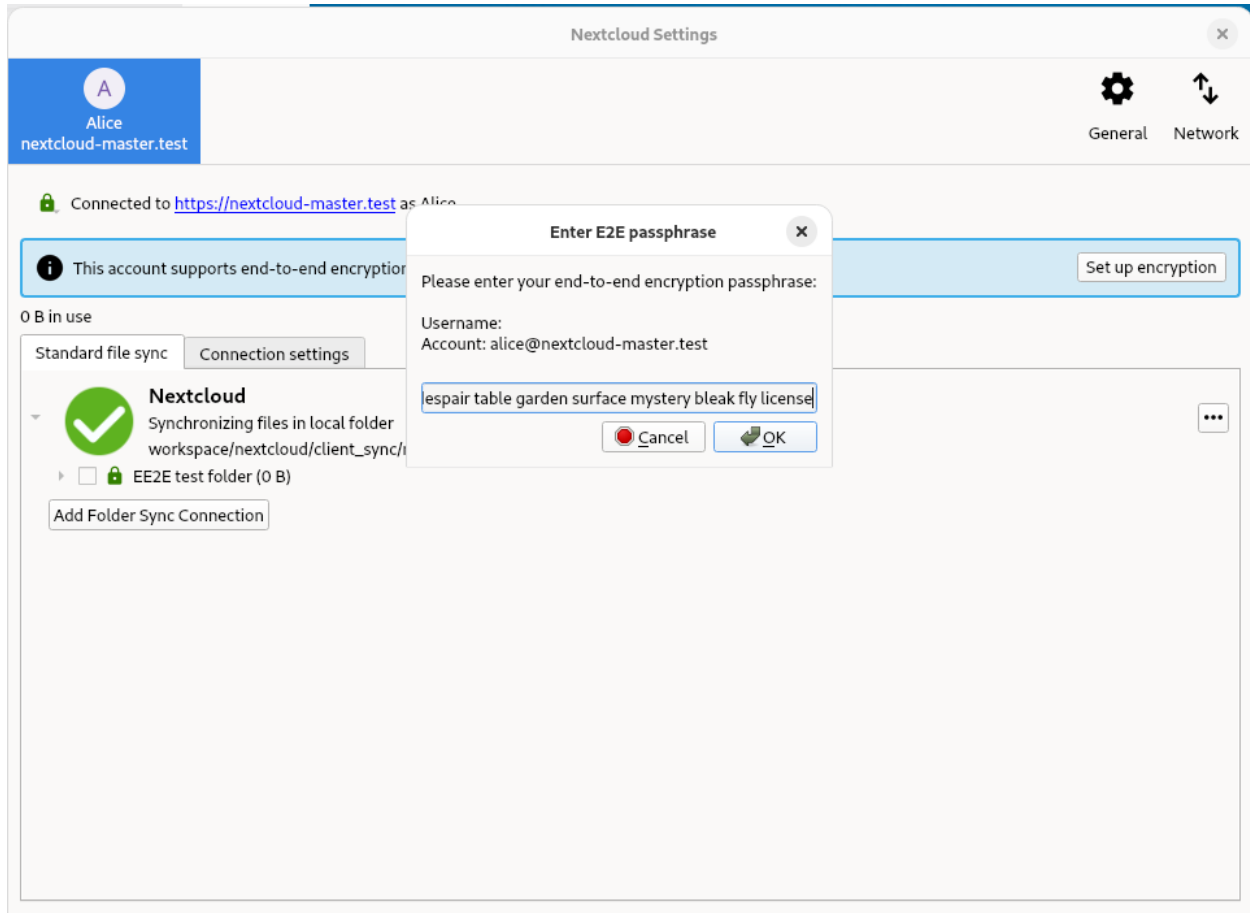 Nextcloud Settings
A
Alice
nextcloud-master.test
General
Network
Connected to https://nextcloud-master.test as Alice
This account supports end-to-end encryption
Set up encryption
0 B in use
Standard file sync
Connection settings
Nextcloud
Synchronizing files in local folder
workspace/nextcloud/client_sync/
EE2E test folder (0 B)
Add Folder Sync Connection
Enter E2E passphrase
Please enter your end-to-end encryption passphrase:
Username:
Account: alice@nextcloud-master.test
espair table garden surface mystery bleak fly license
Cancel
OK